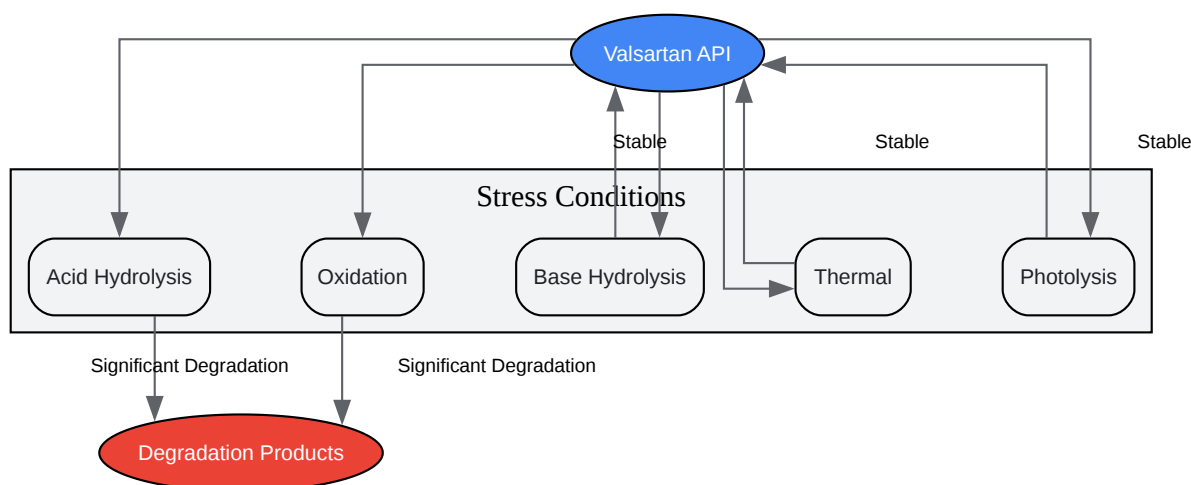 Valsartan API
Stable
Stable
Stable
Stress Conditions
Acid Hydrolysis
Oxidation
Base Hydrolysis
Thermal
Photolysis
Significant Degradation
Significant Degradation
Degradation Products